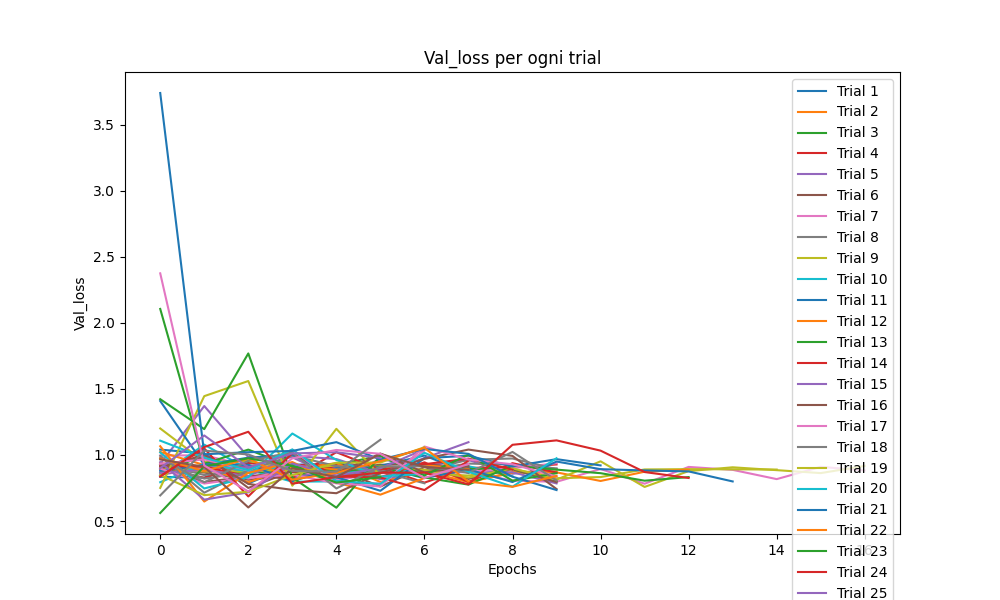 Val_loss per ogni trial
Val_loss
3.5
3.0
2.5
2.0
1.5
1.0
0.5
0
2
4
6
8
10
12
14
Epochs
Trial 1
Trial 2
Trial 3
Trial 4
Trial 5
Trial 6
Trial 7
Trial 8
Trial 9
Trial 10
Trial 11
Trial 12
Trial 13
Trial 14
Trial 15
Trial 16
Trial 17
Trial 18
Trial 19
Trial 20
Trial 21
Trial 22
Trial 23
Trial 24
Trial 25